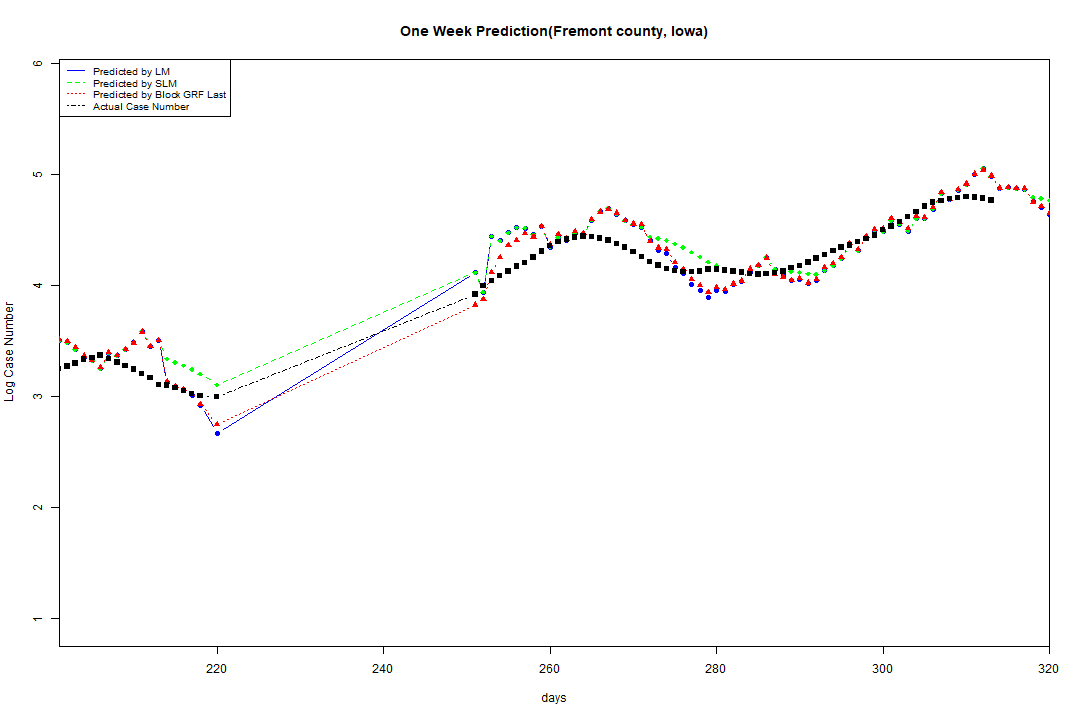 One Week Prediction(Fremont county, Iowa)
Predicted by LM
Predicted by SLM
Predicted by Block GRF Last
Actual Case Number
6
5
4
3
2
1
Log Case Number
220 240 260 280 300 320
days